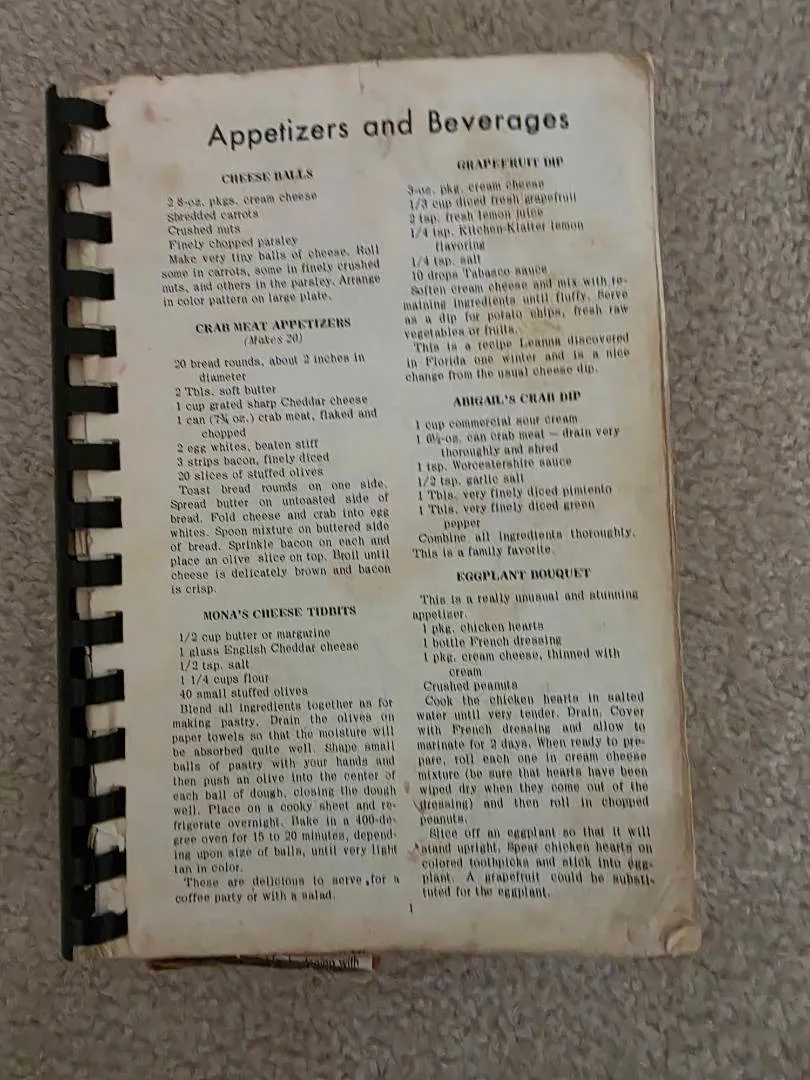 Appetizers and Beverages
CHEESE BALLS
2 8-oz. pkgs. cream cheese
Shredded carrots
Crushed nuts
Finely chopped parsley
Make very tiny balls of cheese. Roll
some in carrots, some in finely crushed
nuts, and others in the parsley. Arrange
in color pattern on large plate.
CRAB MEAT APPETIZERS
(Makes 20)
20 bread rounds, about 2 inches in
diameter
2 Tbls. soft butter
1 cup grated sharp Cheddar cheese
1 can (7¾ oz.) crab meat, flaked and
chopped
2 egg whites, beaten stiff
3 strips bacon, finely diced
20 slices of stuffed olives
Toast bread rounds on one side.
Spread butter on untoasted side of
bread. Fold cheese and crab into egg
whites. Spoon mixture on buttered side
of bread. Sprinkle bacon on each and
place an olive slice on top. Broil until
cheese is delicately brown and bacon
is crisp.
MONA'S CHEESE TIDBITS
1/2 cup butter or margarine
1 glass English Cheddar cheese
1/2 tsp. salt
1 1/4 cups flour
40 small stuffed olives
Blend all ingredients together as for
making pastry. Drain the olives on
paper towels so that the moisture will
be absorbed quite well. Shape small
balls of pastry with your hands and
then push an olive into the center of
each ball of dough, closing the dough
well. Place on a cooky sheet and re-
frigerate overnight. Bake in a 400-de-
gree oven for 15 to 20 minutes, depend-
ing upon size of balls, until very light
tan in color.
These are delicious to serve for a
coffee party or with a salad.
GRAPEFRUIT DIP
3-oz. pkg. cream cheese
1/3 cup diced fresh grapefruit
2 tsp. fresh lemon juice
1/4 tsp. Kitchen-Klatter lemon
flavoring
1/4 tsp. salt
10 drops Tabasco sauce
Soften cream cheese and mix with re-
maining ingredients until fluffy. Serve
as a dip for potato chips, fresh raw
vegetables or fruits.
This is a recipe Leanna discovered
in Florida one winter and is a nice
change from the usual cheese dip.
ABIGAIL'S CRAB DIP
1 cup commercial sour cream
1 6½-oz. can crab meat – drain very
thoroughly and shred
1 tsp. Worcestershire sauce
1/2 tsp. garlic salt
1 Tbls. very finely diced pimiento
1 Tbls. very finely diced green
pepper
Combine all ingredients thoroughly.
This is a family favorite.
EGGPLANT BOUQUET
This is a really unusual and stunning
appetizer.
1 pkg. chicken hearts
1 bottle French dressing
1 pkg. cream cheese, thinned with
cream
Crushed peanuts
Cook the chicken hearts in salted
water until very tender. Drain. Cover
with French dressing and allow to
marinate for 2 days. When ready to pre-
pare, roll each one in cream cheese
mixture (be sure that hearts have been
wiped dry when they come out of the
dressing) and then roll in chopped
peanuts.
Slice off an eggplant so that it will
stand upright. Spear chicken hearts on
colored toothpicks and stick into egg-
plant. A grapefruit could be substi-
tuted for the eggplant.
1
with